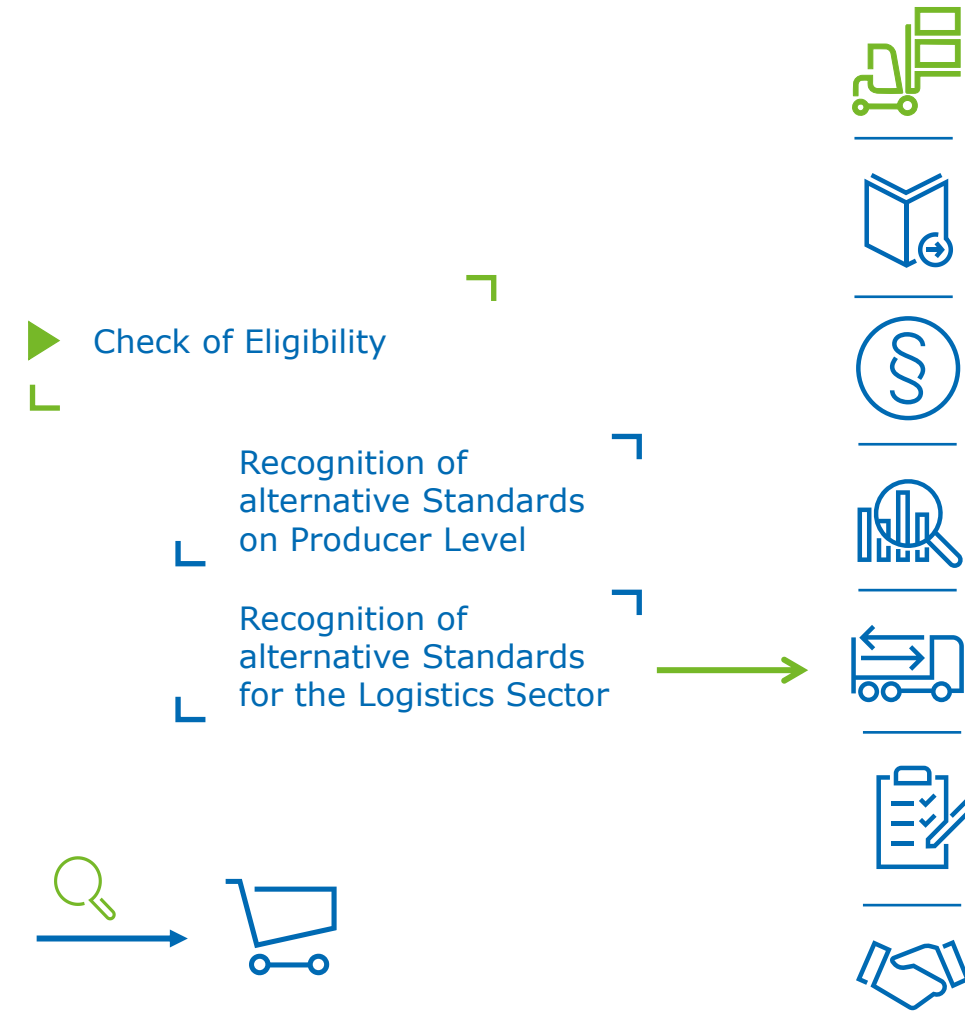 Check of Eligibility
Recognition of
alternative Standards
on Producer Level
Recognition of
alternative Standards
for the Logistics Sector